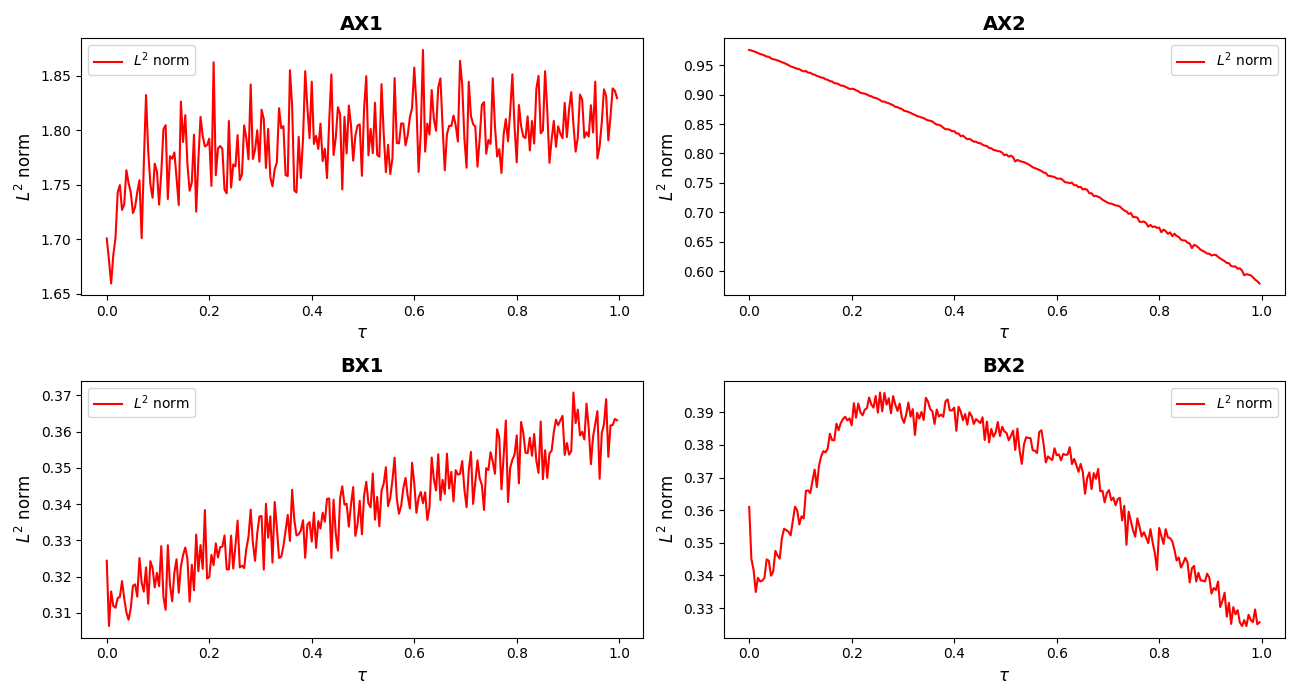 AX1
L² norm
L² norm
1.85
1.80
1.75
1.70
1.65
0.0 0.2 0.4 0.6 0.8 1.0
τ
AX2
L² norm
L² norm
0.95
0.90
0.85
0.80
0.75
0.70
0.65
0.60
0.0 0.2 0.4 0.6 0.8 1.0
τ
BX1
L² norm
L² norm
0.37
0.36
0.35
0.34
0.33
0.32
0.31
0.0 0.2 0.4 0.6 0.8 1.0
τ
BX2
L² norm
L² norm
0.39
0.38
0.37
0.36
0.35
0.34
0.33
0.0 0.2 0.4 0.6 0.8 1.0
τ